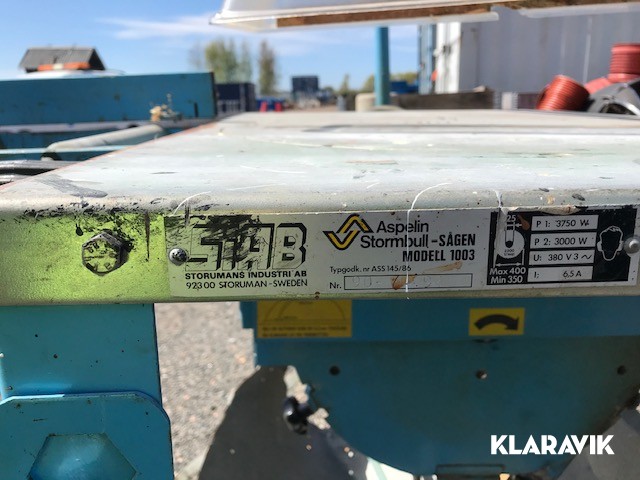 STAB
STORUMANS INDUSTRI AB
923 00 STORUMAN - SWEDEN
Aspelin
Stormbull -SÅGEN
MODELL 1003
Typgodk. nr ASS 145/86
Nr.
25
Max 400
Min 350
P 1: 3750 W
P 2: 3000 W
U: 380 V 3 ~
I: 6,5 A
KLARAVIK